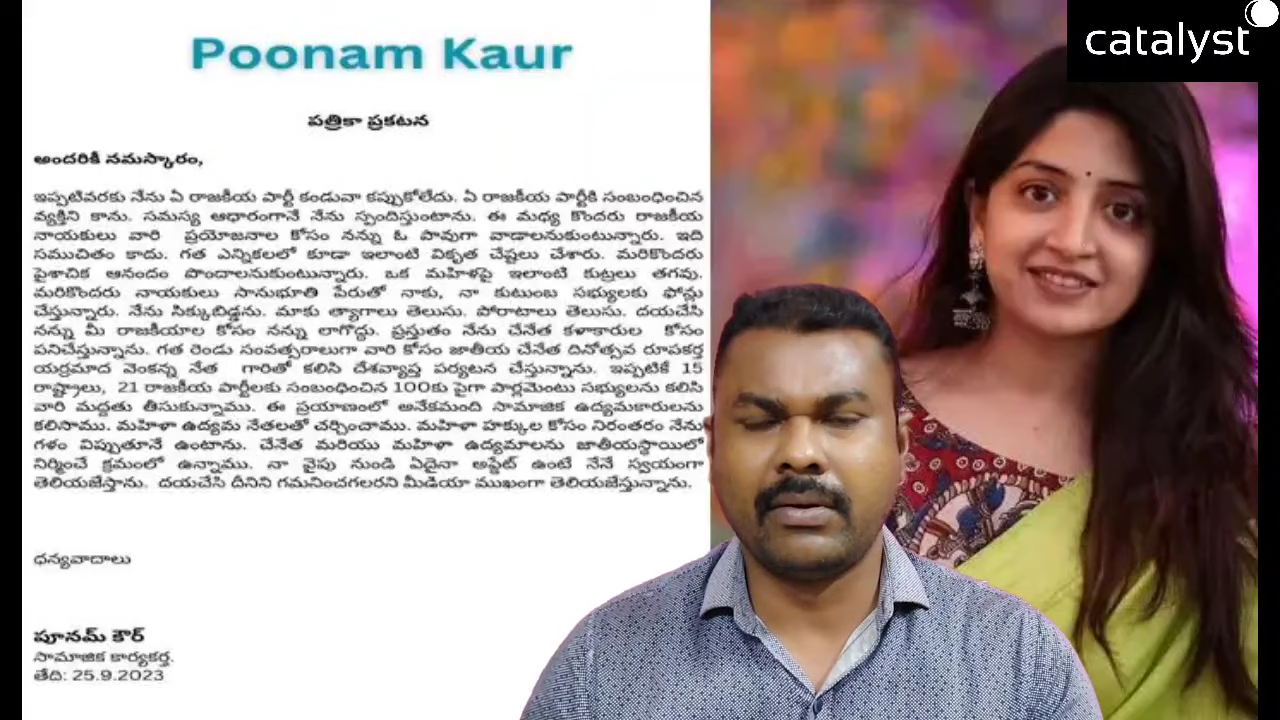 Poonam Kaur
catalyst
పత్రికా ప్రకటన
అందరికీ నమస్కారం,
ఇప్పటివరకు నేను ఏ రాజకీయ పార్టీ కండువా కప్పుకోలేదు. ఏ రాజకీయ పార్టీకి సంబంధించిన
వ్యక్తిని కాను. సమస్య ఆధారంగానే నేను స్పందిస్తుంటాను. ఈ మధ్య కొందరు రాజకీయ
నాయకులు వారి ప్రయోజనాల కోసం నన్ను ఓ పావుగా వాడాలనుకుంటున్నారు. ఇది
సముచితం కాదు. గత ఎన్నికలలో కూడా ఇలాంటి వికృత చేష్టలు చేశారు. మరికొందరు
పైశాచిక ఆనందం పొందాలనుకుంటున్నారు. ఒక మహిళపై ఇలాంటి కుట్రలు తగవు.
మరికొందరు నాయకులు సానుభూతి పేరుతో నాకు, నా కుటుంబ సభ్యులకు ఫోన్లు
చేస్తున్నారు. నేను సిక్కుబిడ్డను. మాకు త్యాగాలు తెలుసు. పోరాటాలు తెలుసు. దయచేసి
నన్ను మీ రాజకీయాల కోసం నన్ను లాగొద్దు. ప్రస్తుతం నేను చేనేత కళాకారుల కోసం
పనిచేస్తున్నాను. గత రెండు సంవత్సరాలుగా వారి కోసం జాతీయ చేనేత దినోత్సవ రూపకర్త
యర్రమాద వెంకన్న నేత గారితో కలిసి దేశవ్యాప్త పర్యటన చేస్తున్నాను. ఇప్పటికే 15
రాష్ట్రాలు, 21 రాజకీయ పార్టీలకు సంబంధించిన 100కు పైగా పార్లమెంటు సభ్యులను కలిసి
వారి మద్దతు తీసుకున్నాము. ఈ ప్రయాణంలో అనేకమంది సామాజిక ఉద్యమకారులను
కలిసాము. మహిళా ఉద్యమ నేతలతో చర్చించాము. మహిళా హక్కుల కోసం నిరంతరం నేను
గళం విప్పుతూనే ఉంటాను. చేనేత మరియు మహిళా ఉద్యమాలను జాతీయస్థాయిలో
నిర్మించే క్రమంలో ఉన్నాము. నా వైపు నుండి ఏదైనా అప్డేట్ ఉంటే నేనే స్వయంగా
తెలియజేస్తాను. దయచేసి దీనిని గమనించగలరని మీడియా ముఖంగా తెలియజేస్తున్నాను.
ధన్యవాదాలు
పూనమ్ కౌర్
సామాజిక కార్యకర్త.
తేది: 25.9.2023